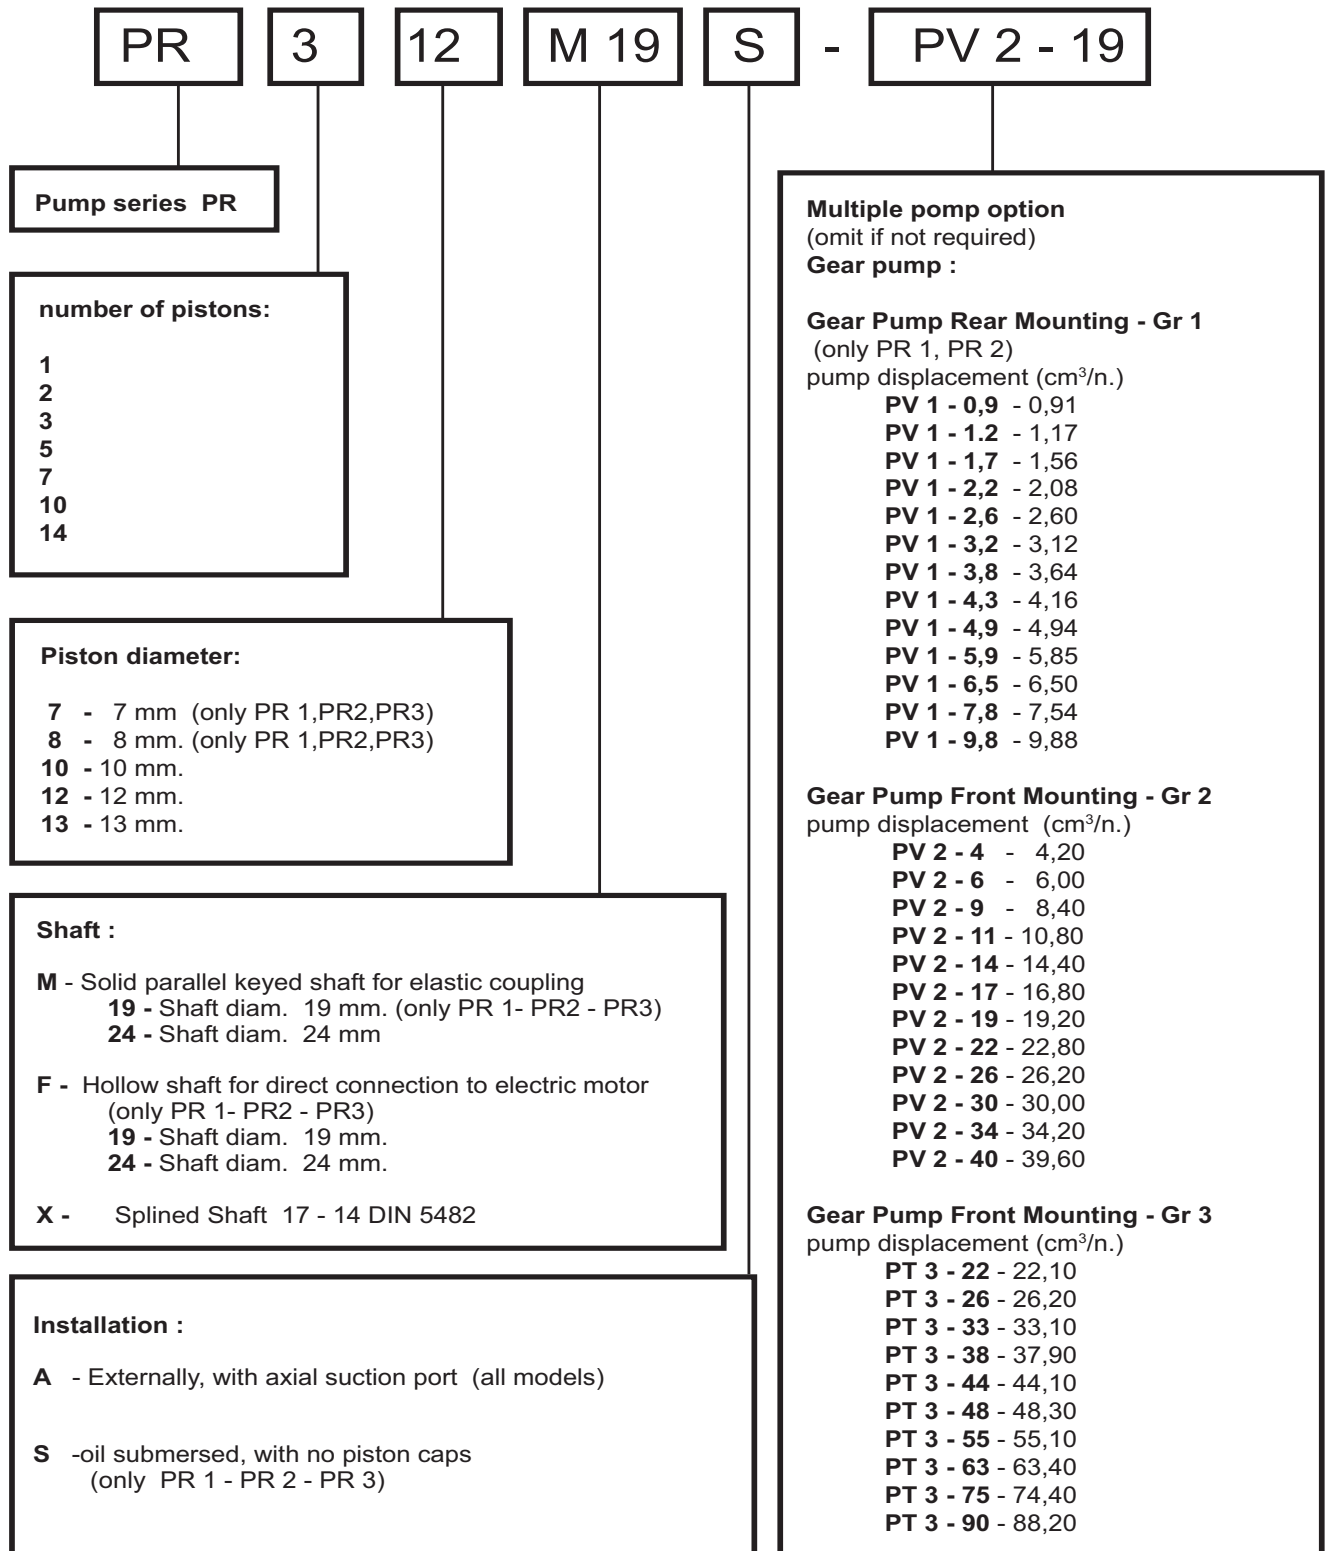 PR 3 12 M 19 S - PV 2 - 19
Pump series PR
number of pistons:
1
2
3
5
7
10
14
Piston diameter:
7 - 7 mm (only PR 1,PR2,PR3)
8 - 8 mm. (only PR 1,PR2,PR3)
10 - 10 mm.
12 - 12 mm.
13 - 13 mm.
Shaft :
M - Solid parallel keyed shaft for elastic coupling
19 - Shaft diam. 19 mm. (only PR 1- PR2 - PR3)
24 - Shaft diam. 24 mm
F - Hollow shaft for direct connection to electric motor
(only PR 1- PR2 - PR3)
19 - Shaft diam. 19 mm.
24 - Shaft diam. 24 mm.
X - Splined Shaft 17 - 14 DIN 5482
Installation :
A - Externally, with axial suction port (all models)
S -oil submersed, with no piston caps
(only PR 1 - PR 2 - PR 3)
Multiple pomp option
(omit if not required)
Gear pump :
Gear Pump Rear Mounting - Gr 1
(only PR 1, PR 2)
pump displacement (cm³/n.)
PV 1 - 0,9 - 0,91
PV 1 - 1.2 - 1,17
PV 1 - 1,7 - 1,56
PV 1 - 2,2 - 2,08
PV 1 - 2,6 - 2,60
PV 1 - 3,2 - 3,12
PV 1 - 3,8 - 3,64
PV 1 - 4,3 - 4,16
PV 1 - 4,9 - 4,94
PV 1 - 5,9 - 5,85
PV 1 - 6,5 - 6,50
PV 1 - 7,8 - 7,54
PV 1 - 9,8 - 9,88
Gear Pump Front Mounting - Gr 2
pump displacement (cm³/n.)
PV 2 - 4 - 4,20
PV 2 - 6 - 6,00
PV 2 - 9 - 8,40
PV 2 - 11 - 10,80
PV 2 - 14 - 14,40
PV 2 - 17 - 16,80
PV 2 - 19 - 19,20
PV 2 - 22 - 22,80
PV 2 - 26 - 26,20
PV 2 - 30 - 30,00
PV 2 - 34 - 34,20
PV 2 - 40 - 39,60
Gear Pump Front Mounting - Gr 3
pump displacement (cm³/n.)
PT 3 - 22 - 22,10
PT 3 - 26 - 26,20
PT 3 - 33 - 33,10
PT 3 - 38 - 37,90
PT 3 - 44 - 44,10
PT 3 - 48 - 48,30
PT 3 - 55 - 55,10
PT 3 - 63 - 63,40
PT 3 - 75 - 74,40
PT 3 - 90 - 88,20